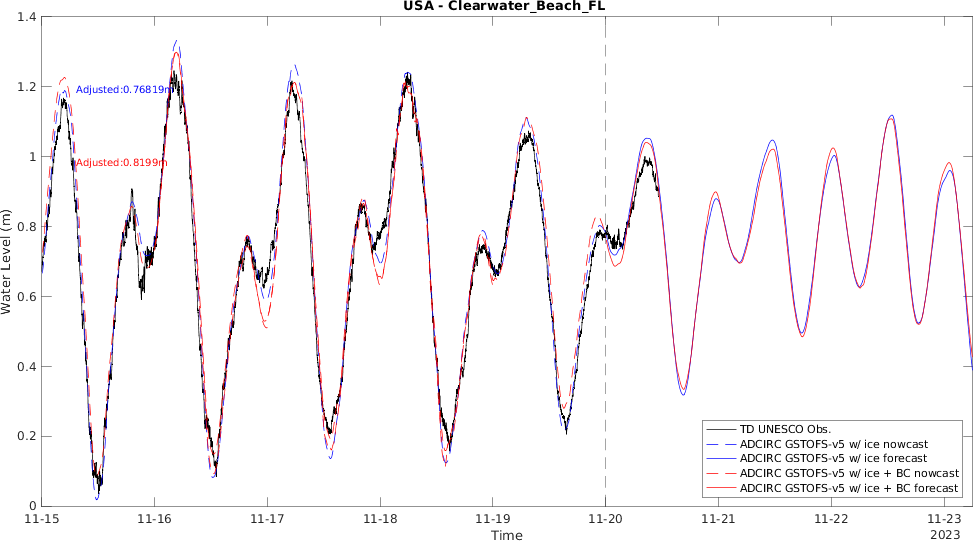 USA - Clearwater_Beach_FL
Water Level (m)
1.4
1.2
1
0.8
0.6
0.4
0.2
0
Adjusted:0.76819m
Adjusted:0.8199m
TD UNESCO Obs.
ADCIRC GSTOFS-v5 w/ ice nowcast
ADCIRC GSTOFS-v5 w/ ice forecast
ADCIRC GSTOFS-v5 w/ ice + BC nowcast
ADCIRC GSTOFS-v5 w/ ice + BC forecast
11-15 11-16 11-17 11-18 11-19 11-20 11-21 11-22 11-23
Time
2023